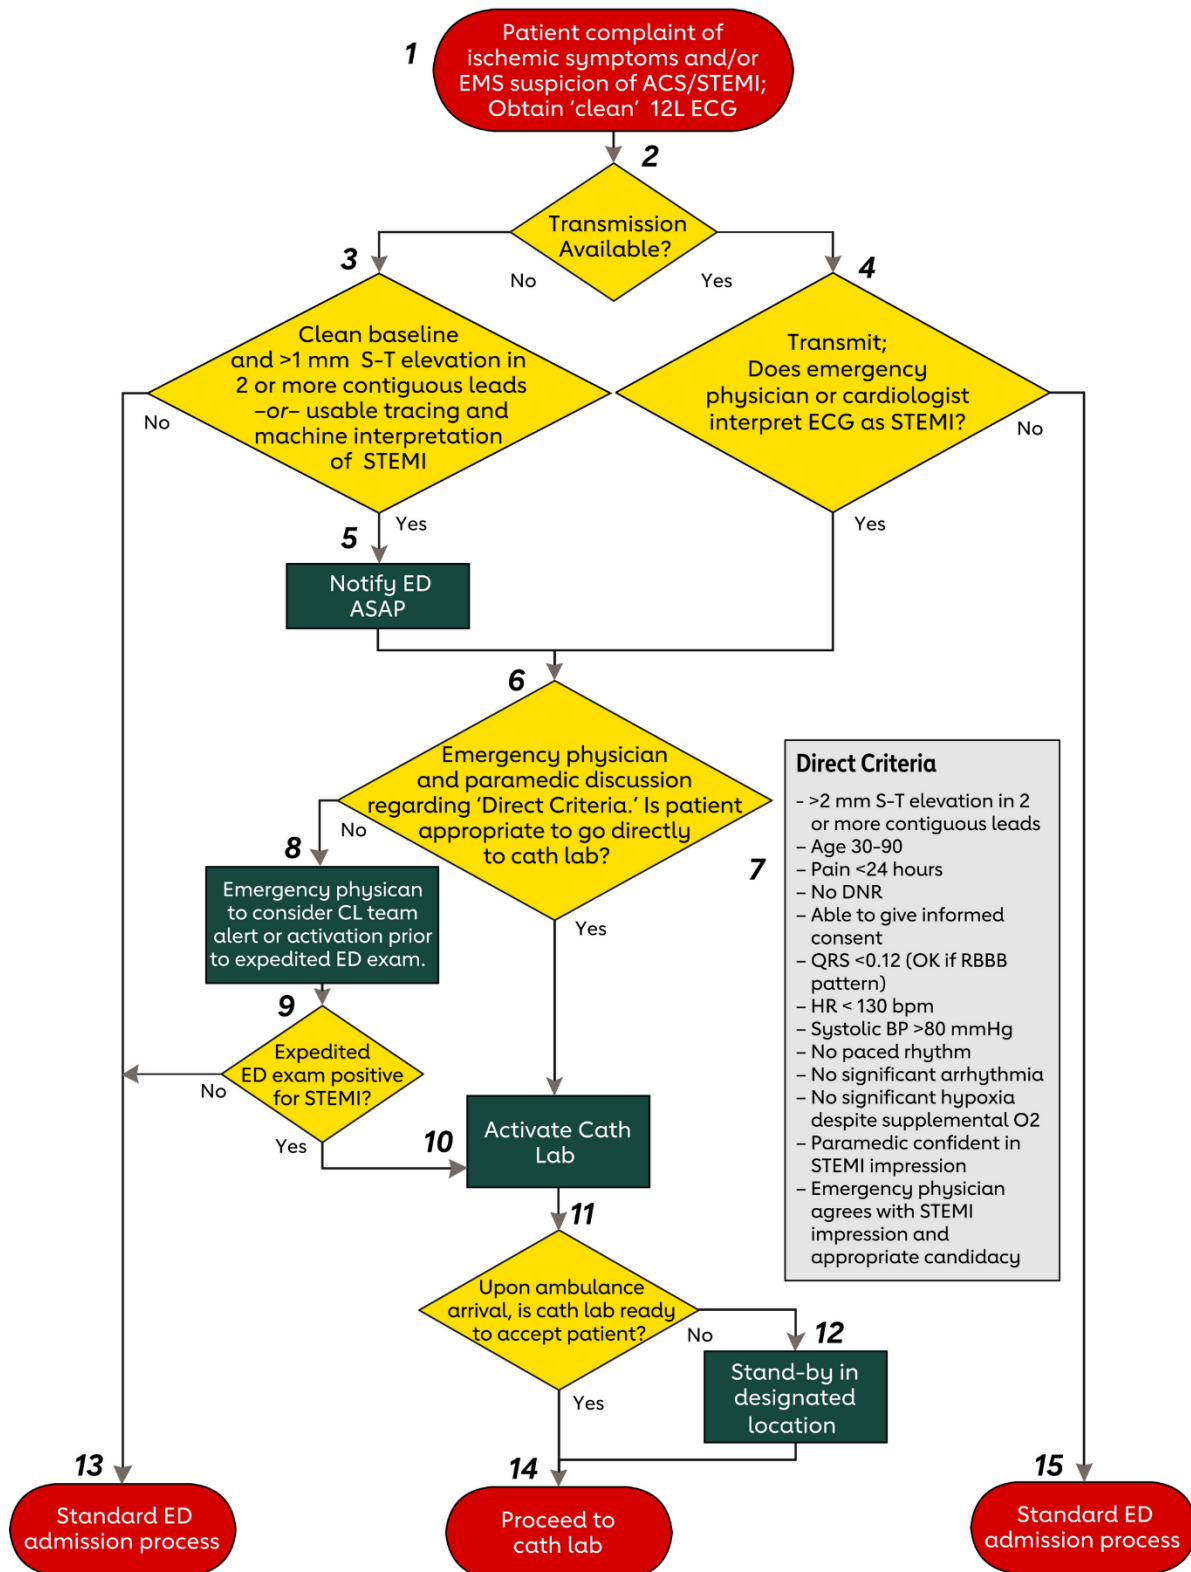 1
Patient complaint of
ischemic symptoms and/or
EMS suspicion of ACS/STEMI;
Obtain ‘clean’ 12L ECG
2
Transmission
Available?
No
Yes
3
Clean baseline
and >1 mm S-T elevation in
2 or more contiguous leads
–or– usable tracing and
machine interpretation
of STEMI
No
Yes
4
Transmit;
Does emergency
physician or cardiologist
interpret ECG as STEMI?
No
Yes
5
Notify ED
ASAP
6
Emergency physician
and paramedic discussion
regarding ‘Direct Criteria.’ Is patient
appropriate to go directly
to cath lab?
No
Yes
7
Direct Criteria
- >2 mm S-T elevation in 2
or more contiguous leads
– Age 30-90
– Pain <24 hours
– No DNR
– Able to give informed
consent
– QRS <0.12 (OK if RBBB
pattern)
– HR < 130 bpm
– Systolic BP >80 mmHg
– No paced rhythm
– No significant arrhythmia
– No significant hypoxia
despite supplemental O2
– Paramedic confident in
STEMI impression
– Emergency physician
agrees with STEMI
impression and
appropriate candidacy
8
Emergency physican
to consider CL team
alert or activation prior
to expedited ED exam.
9
Expedited
ED exam positive
for STEMI?
No
Yes
10
Activate Cath
Lab
11
Upon ambulance
arrival, is cath lab ready
to accept patient?
No
Yes
12
Stand-by in
designated
location
13
Standard ED
admission process
14
Proceed to
cath lab
15
Standard ED
admission process